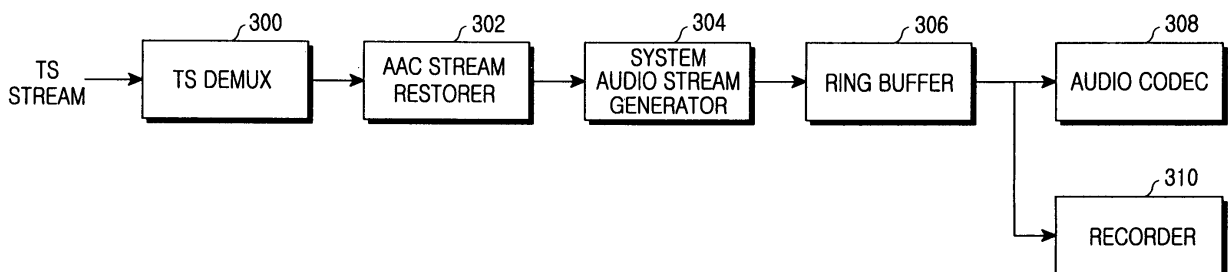 300
302
304
306
308
TS
STREAM
TS DEMUX
AAC STREAM
RESTORER
SYSTEM
AUDIO STREAM
GENERATOR
RING BUFFER
AUDIO CODEC
310
RECORDER